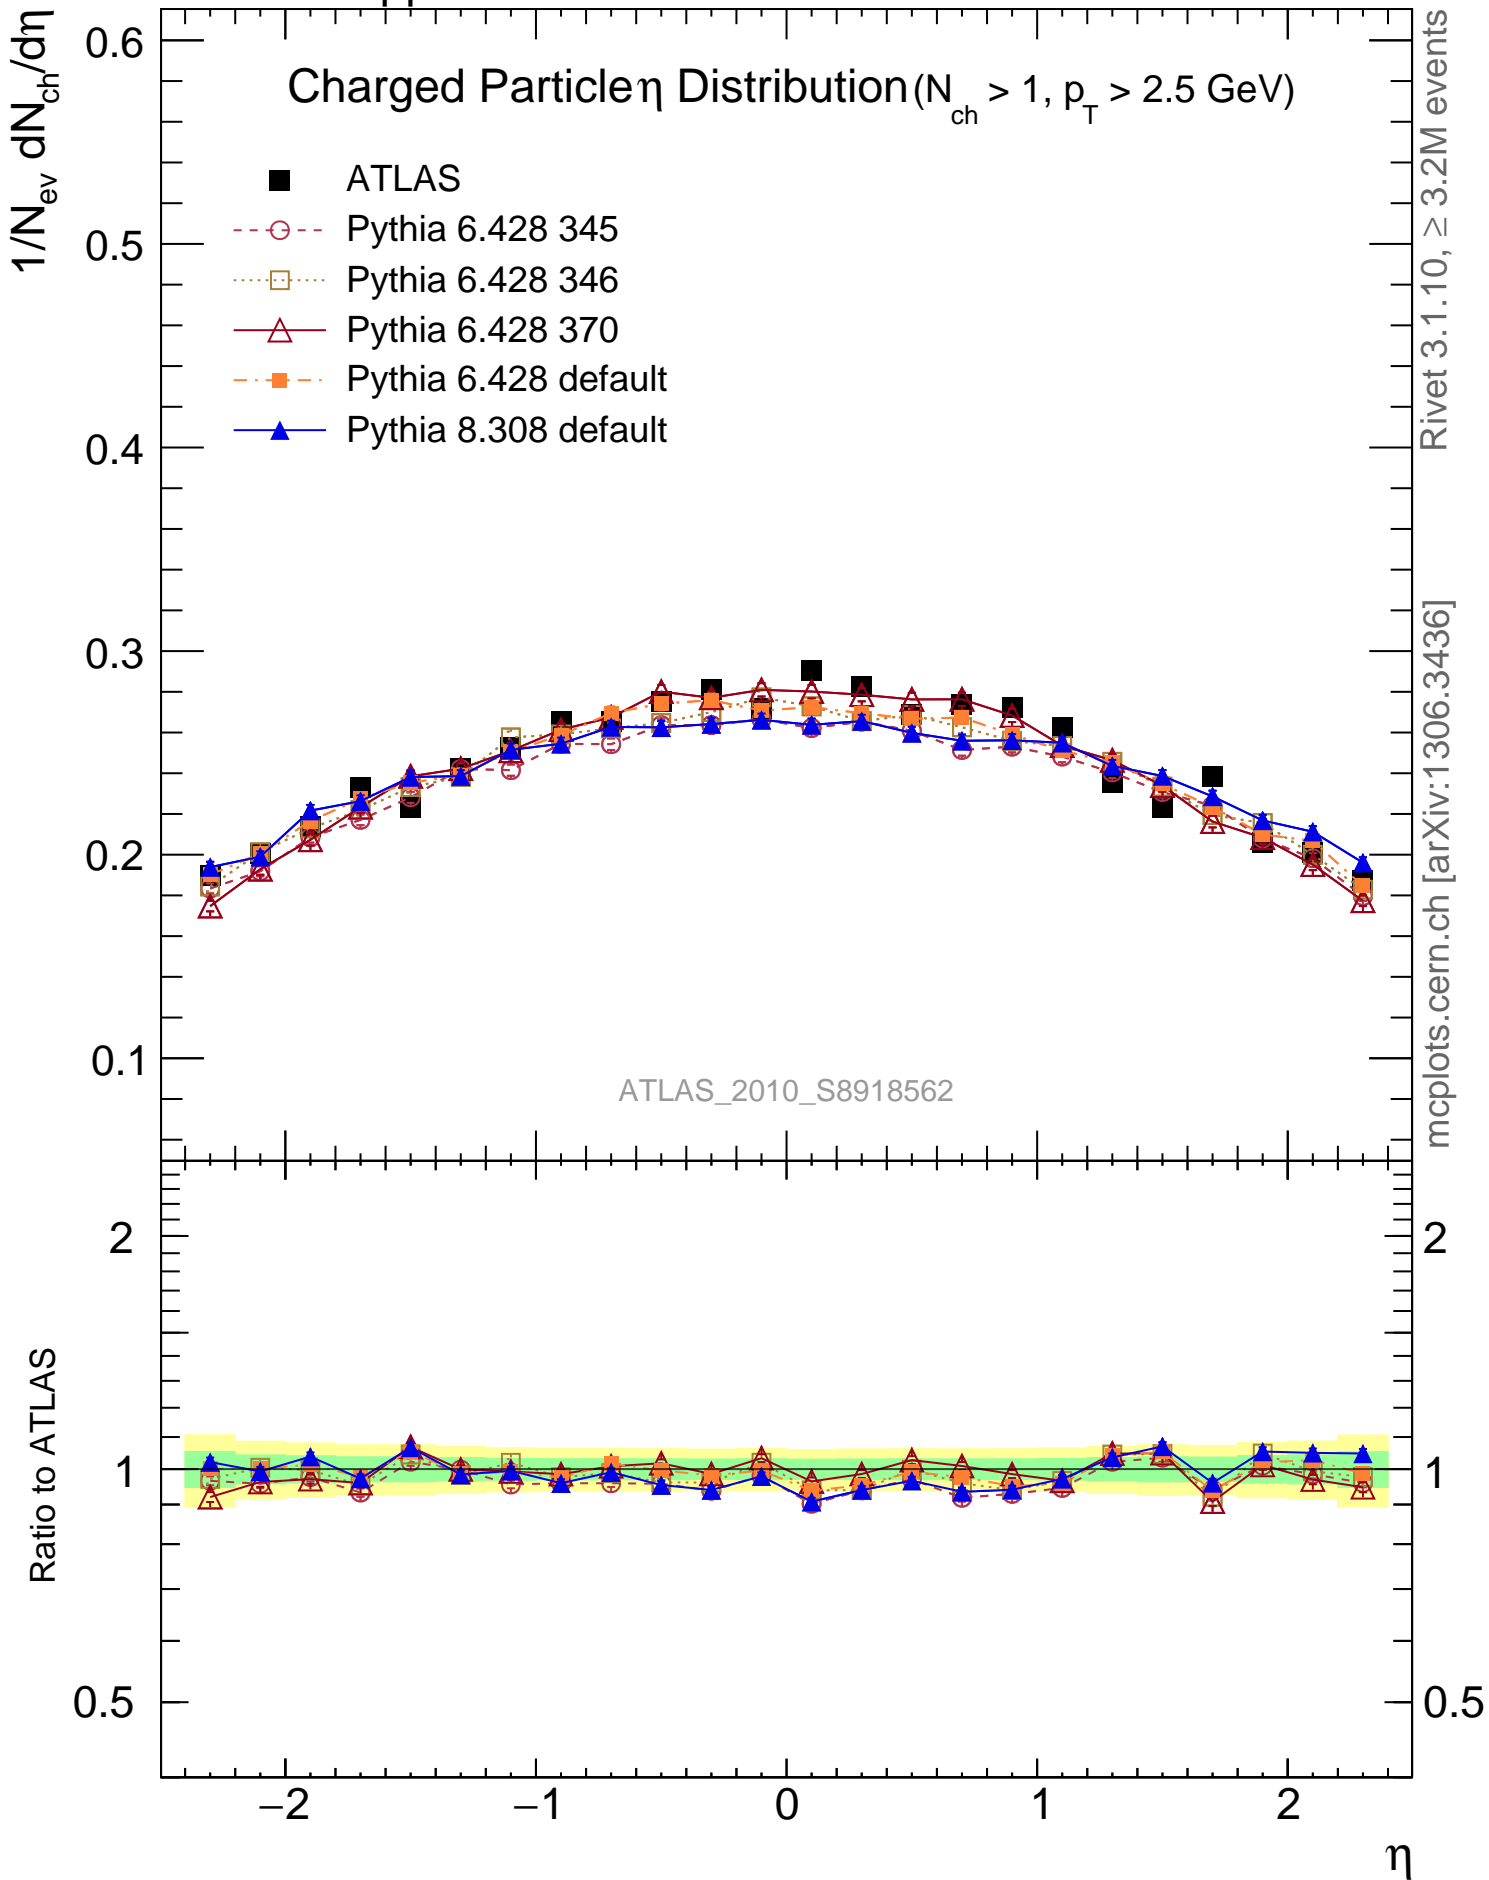 Charged Particle η Distribution (N_ch > 1, p_T > 2.5 GeV)
1/N_ev dN_ch/dη
0.6
0.5
0.4
0.3
0.2
0.1
ATLAS
Pythia 6.428 345
Pythia 6.428 346
Pythia 6.428 370
Pythia 6.428 default
Pythia 8.308 default
ATLAS_2010_S8918562
Rivet 3.1.10, ≥ 3.2M events
mcplots.cern.ch [arXiv:1306.3436]
Ratio to ATLAS
2
1
0.5
2
1
0.5
−2
−1
0
1
2
η